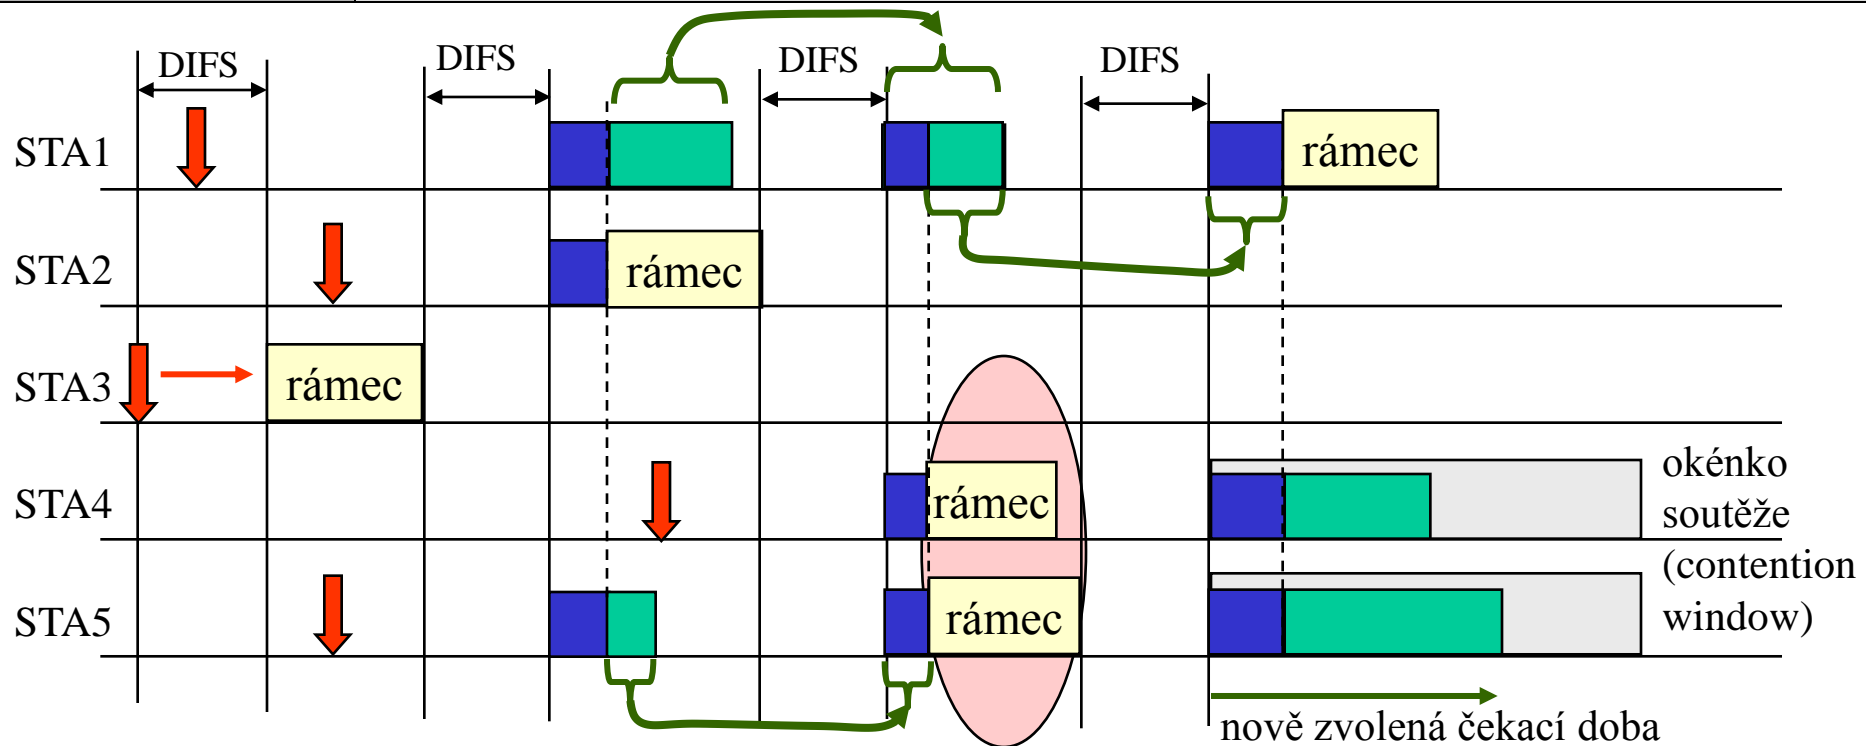 DIFS
DIFS
DIFS
DIFS
STA1
rámec
STA2
rámec
STA3
rámec
STA4
rámec
okénko
soutěže
(contention
window)
STA5
rámec
nově zvolená čekací doba